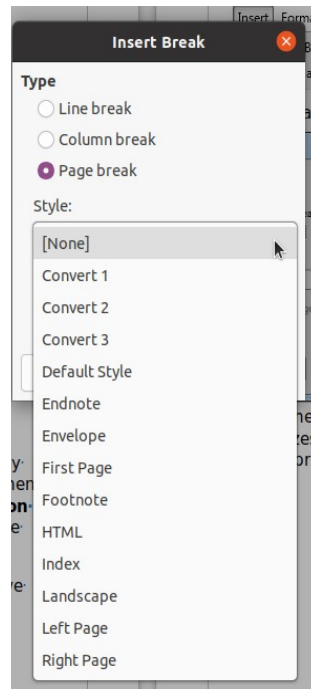 Insert Form
Insert Break
Type
Line break
Column break
Page break
Style:
[None]
Convert 1
Convert 2
Convert 3
Default Style
Endnote
Envelope
First Page
Footnote
HTML
Index
Landscape
Left Page
Right Page